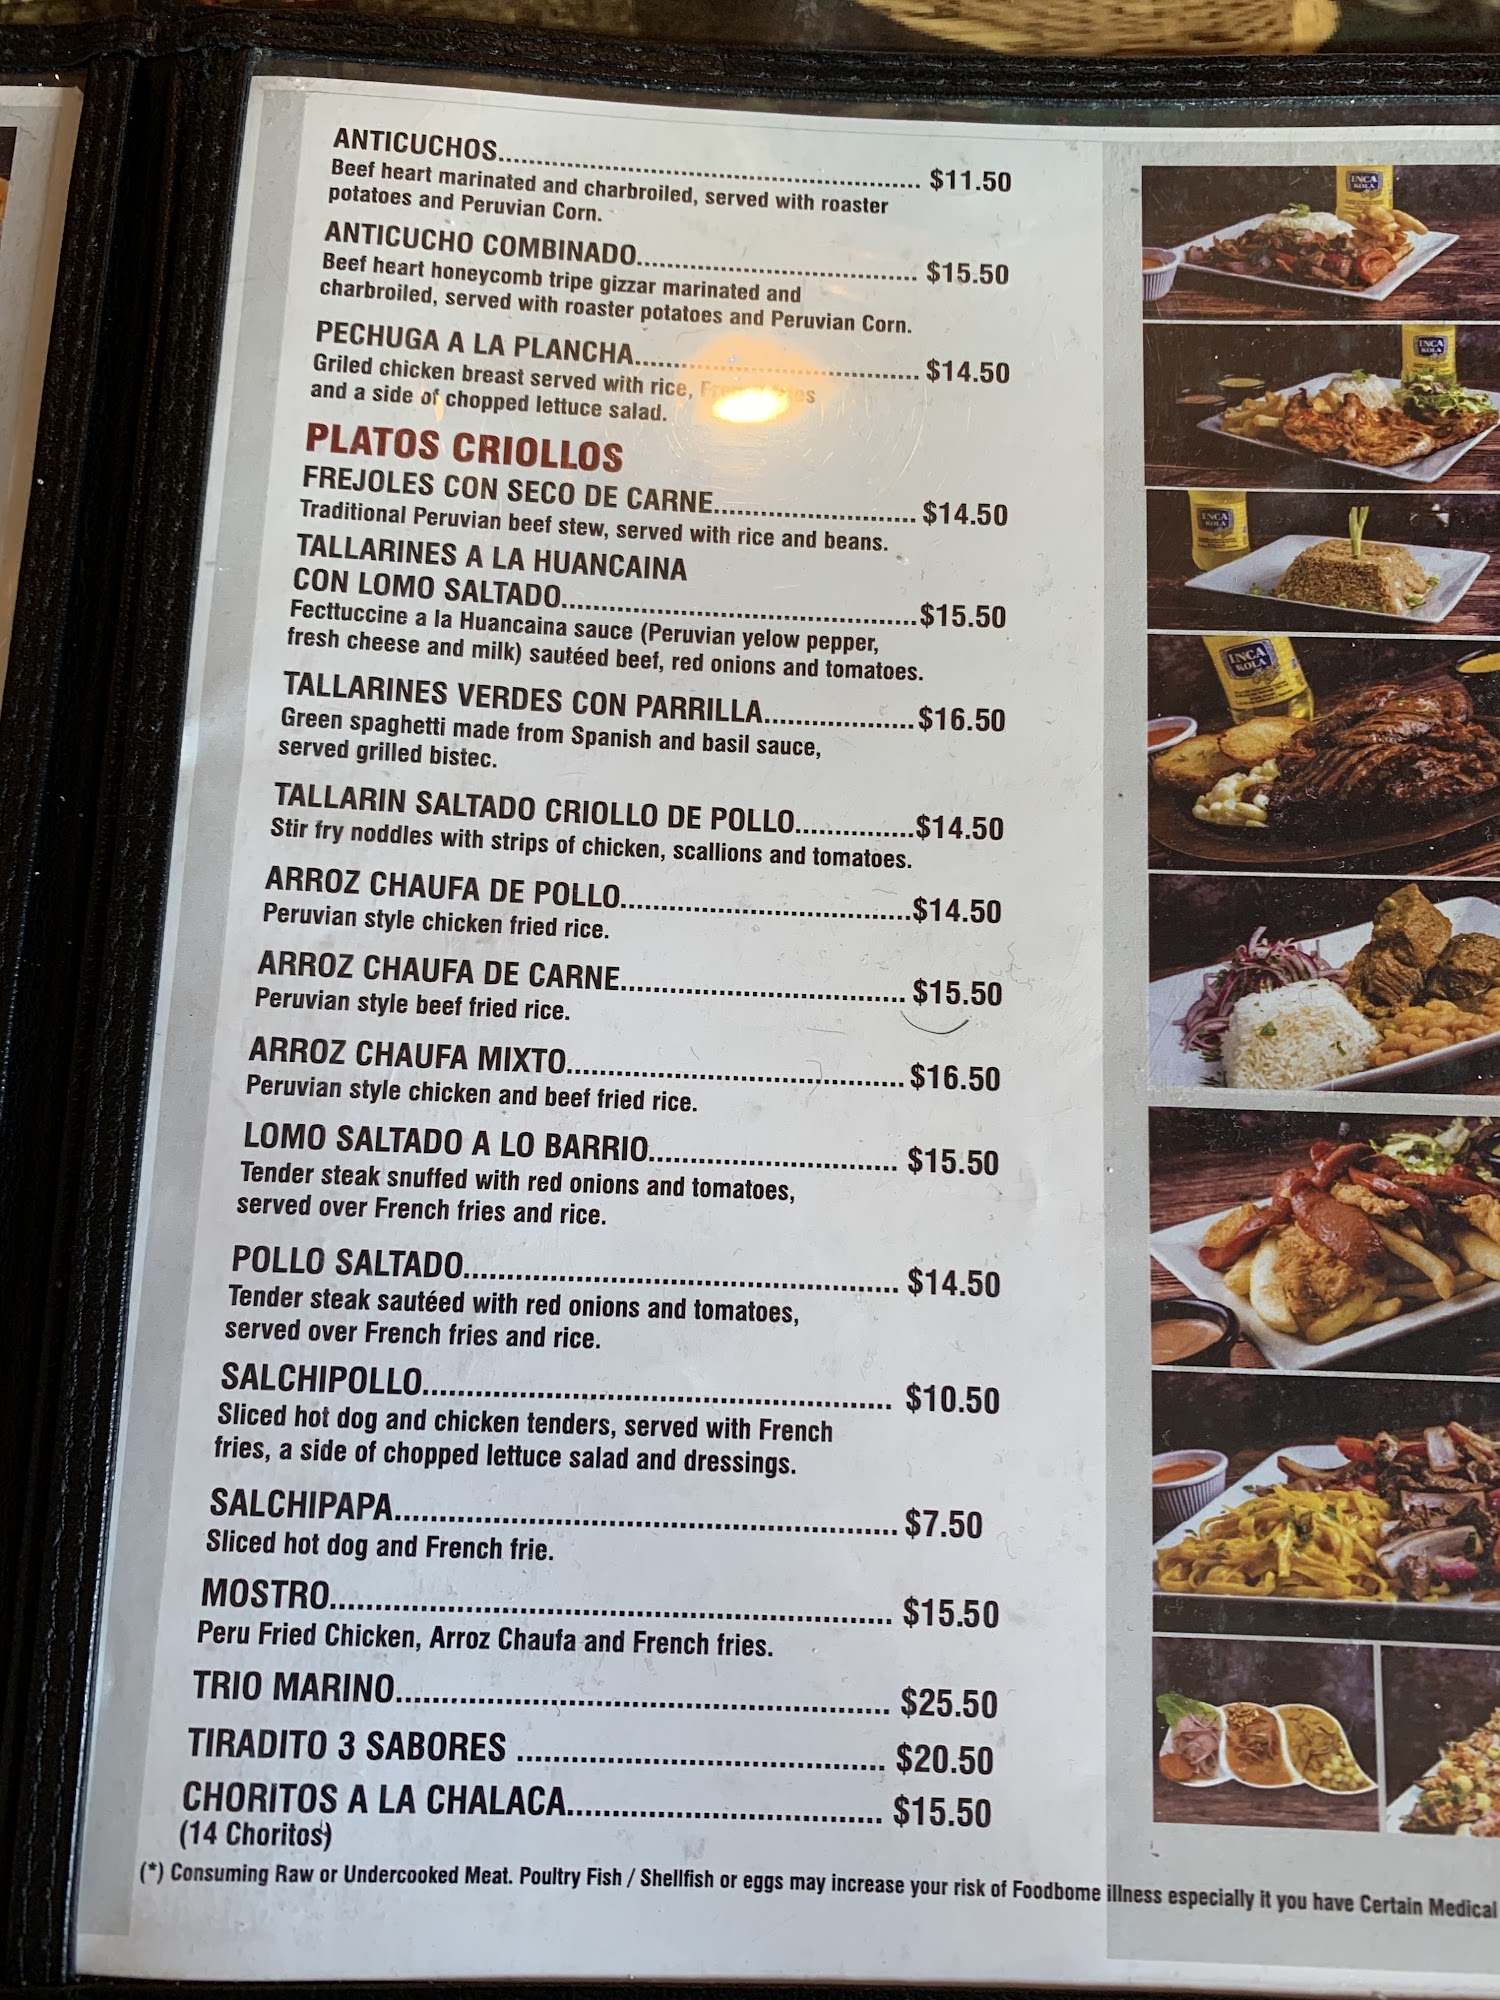 ANTICUCHOS........................................................ $11.50
Beef heart marinated and charbroiled, served with roaster
potatoes and Peruvian Corn.
ANTICUCHO COMBINADO..................................... $15.50
Beef heart honeycomb tripe gizzar marinated and
charbroiled, served with roaster potatoes and Peruvian Corn.
PECHUGA A LA PLANCHA...................................... $14.50
Griled chicken breast served with rice,
and a side of chopped lettuce salad.
PLATOS CRIOLLOS
FREJOLES CON SECO DE CARNE.......................... $14.50
Traditional Peruvian beef stew, served with rice and beans.
TALLARINES A LA HUANCAINA
CON LOMO SALTADO.............................................$15.50
Fecttuccine a la Huancaina sauce (Peruvian yelow pepper,
fresh cheese and milk) sautéed beef, red onions and tomatoes.
TALLARINES VERDES CON PARRILLA...................$16.50
Green spaghetti made from Spanish and basil sauce,
served grilled bistec.
TALLARIN SALTADO CRIOLLO DE POLLO...............$14.50
Stir fry noddles with strips of chicken, scallions and tomatoes.
ARROZ CHAUFA DE POLLO.....................................$14.50
Peruvian style chicken fried rice.
ARROZ CHAUFA DE CARNE.................................... $15.50
Peruvian style beef fried rice.
ARROZ CHAUFA MIXTO........................................... $16.50
Peruvian style chicken and beef fried rice.
LOMO SALTADO A LO BARRIO................................ $15.50
Tender steak snuffed with red onions and tomatoes,
served over French fries and rice.
POLLO SALTADO....................................................... $14.50
Tender steak sautéed with red onions and tomatoes,
served over French fries and rice.
SALCHIPOLLO........................................................... $10.50
Sliced hot dog and chicken tenders, served with French
fries, a side of chopped lettuce salad and dressings.
SALCHIPAPA................................................................ $7.50
Sliced hot dog and French frie.
MOSTRO....................................................................... $15.50
Peru Fried Chicken, Arroz Chaufa and French fries.
TRIO MARINO.............................................................. $25.50
TIRADITO 3 SABORES .............................................. $20.50
CHORITOS A LA CHALACA....................................... $15.50
(14 Choritos)
(*) Consuming Raw or Undercooked Meat. Poultry Fish / Shellfish or eggs may increase your risk of Foodbome illness especially it you have Certain Medical
INCA
KOLA
INCA
KOLA
INCA
KOLA
INCA
KOLA